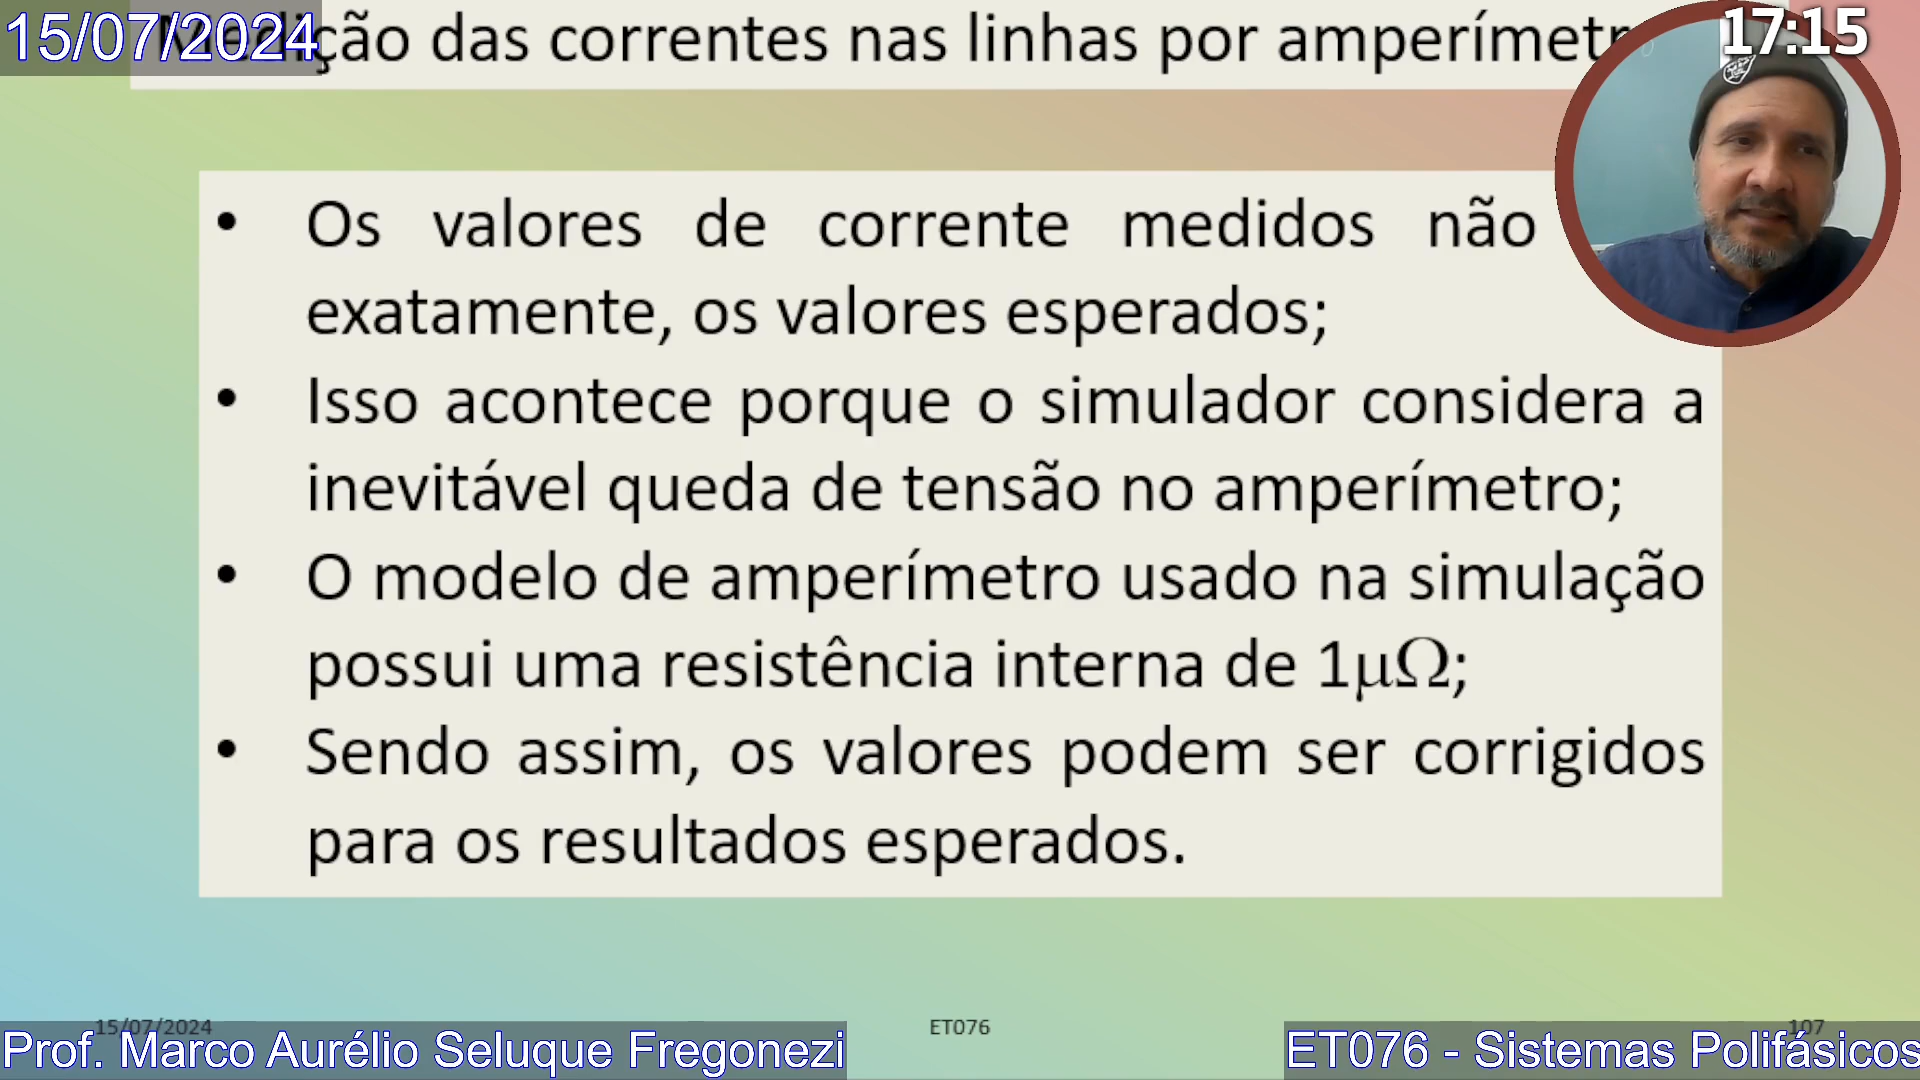 15/07/2024
Medição das correntes nas linhas por amperímetro
17:15
• Os valores de corrente medidos não
exatamente, os valores esperados;
• Isso acontece porque o simulador considera a
inevitável queda de tensão no amperímetro;
• O modelo de amperímetro usado na simulação
possui uma resistência interna de 1μΩ;
• Sendo assim, os valores podem ser corrigidos
para os resultados esperados.
15/07/2024
ET076
107
Prof. Marco Aurélio Seluque Fregonezi
ET076 - Sistemas Polifásicos